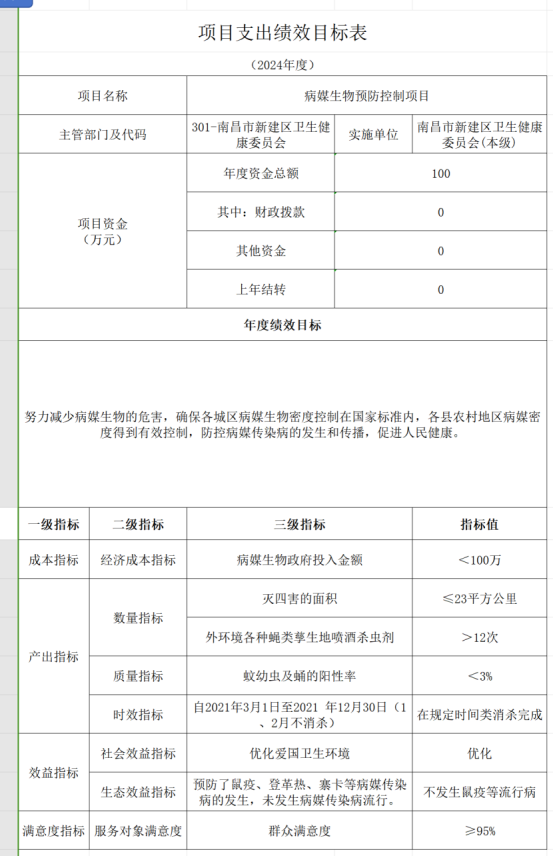 项目支出绩效目标表
（2024年度）
项目名称 病媒生物预防控制项目
主管部门及代码 301-南昌市新建区卫生健康委员会 实施单位 南昌市新建区卫生健康委员会(本级)
项目资金（万元） 年度资金总额 100
其中：财政拨款 0
其他资金 0
上年结转 0
年度绩效目标
努力减少病媒生物的危害，确保各城区病媒生物密度控制在国家标准内，各县农村地区病媒密
度得到有效控制，防控病媒传染病的发生和传播，促进人民健康。
一级指标 二级指标 三级指标 指标值
成本指标 经济成本指标 病媒生物政府投入金额 ＜100万
产出指标 数量指标 灭四害的面积 ≤23平方公里
外环境各种蝇类孳生地喷洒杀虫剂 ＞12次
质量指标 蚊幼虫及蛹的阳性率 ＜3%
时效指标 自2021年3月1日至2021 年12月30日（1、2月不消杀） 在规定时间类消杀完成
效益指标 社会效益指标 优化爱国卫生环境 优化
生态效益指标 预防了鼠疫、登革热、寨卡等病媒传染病的发生，未发生病媒传染病流行。 不发生鼠疫等流行病
满意度指标 服务对象满意度 群众满意度 ≥95%